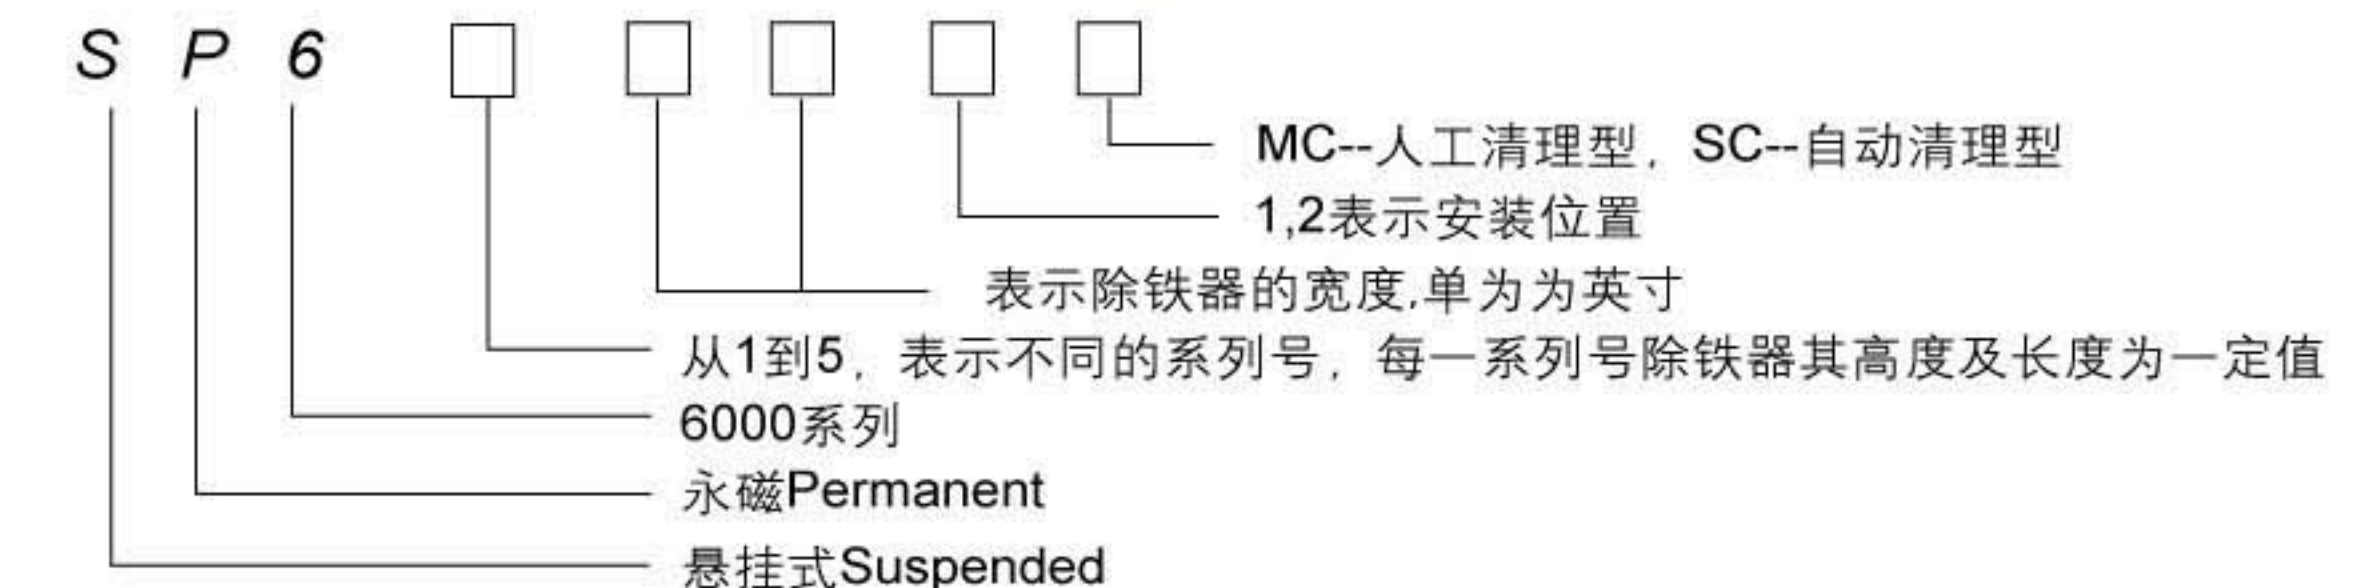 S P 6 □ □ □ □ □
MC--人工清理型，SC--自动清理型
1,2表示安装位置
表示除铁器的宽度,单为为英寸
从1到5，表示不同的系列号，每一系列号除铁器其高度及长度为一定值
6000系列
永磁Permanent
悬挂式Suspended